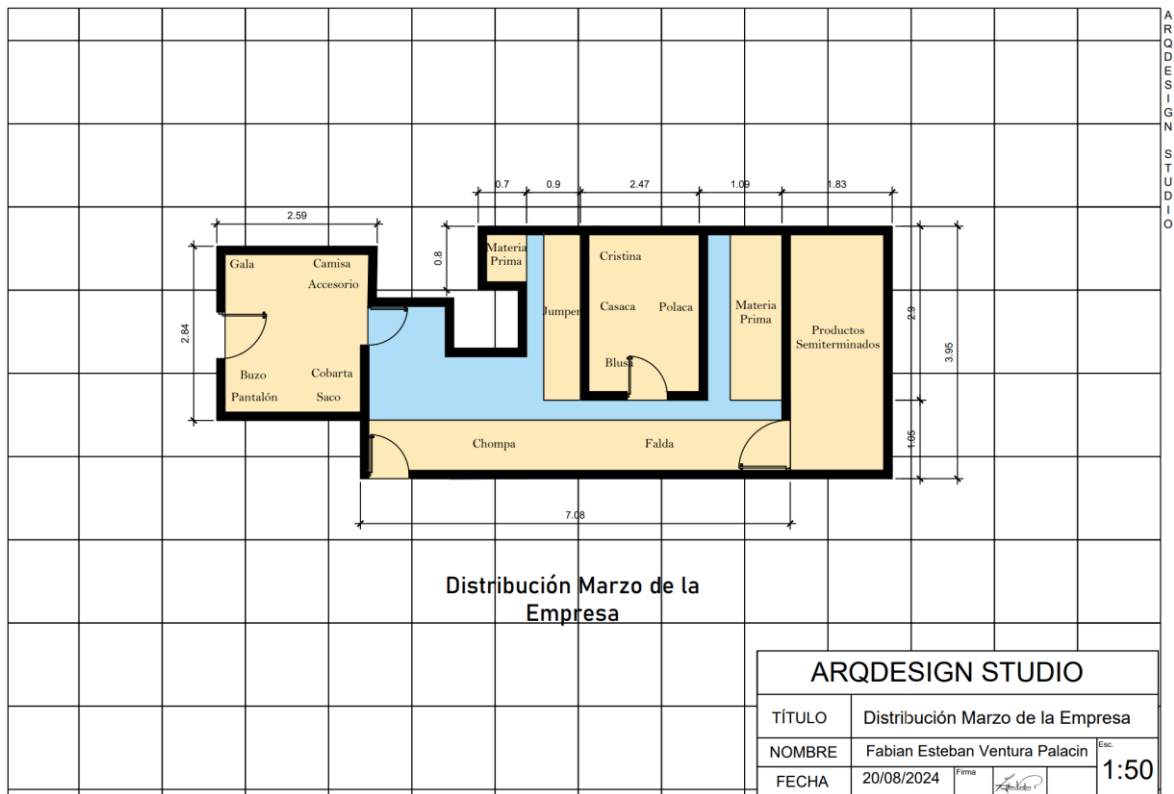 ARQDESIGN STUDIO
0.7 0.9 2.47 1.09 1.83
2.59
0.8
2.84
2.9
3.95
1.05
7.08
Gala Camisa
Accesorio
Buzo Cobarta
Pantalón Saco
Materia
Prima
Jumper
Cristina
Casaca Polaca
Blusa
Materia
Prima
Productos
Semiterminados
Chompa Falda
Distribución Marzo de la
Empresa
ARQDESIGN STUDIO
TÍTULO Distribución Marzo de la Empresa
NOMBRE Fabian Esteban Ventura Palacin
Esc.
1:50
FECHA 20/08/2024 Firma